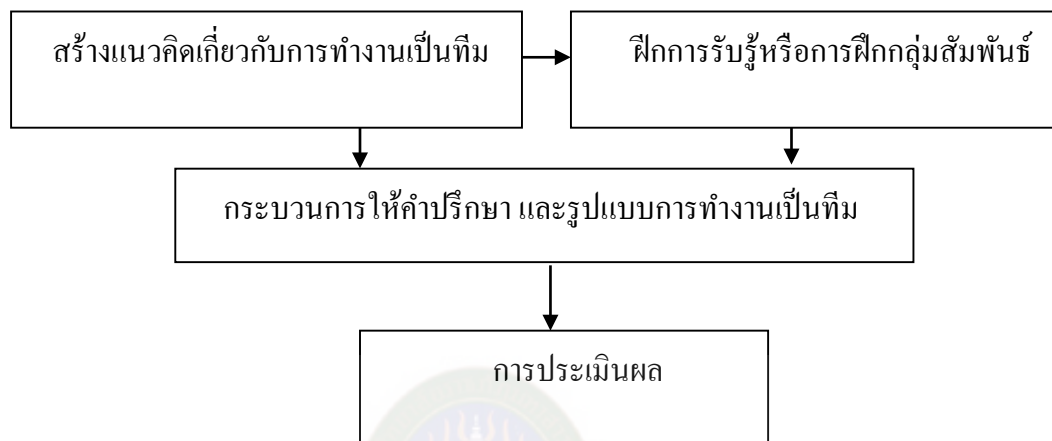 สร้างแนวคิดเกี่ยวกับการทำงานเป็นทีม
ฝึกการรับรู้หรือการฝึกกลุ่มสัมพันธ์
กระบวนการให้คำปรึกษา และรูปแบบการทำงานเป็นทีม
การประเมินผล